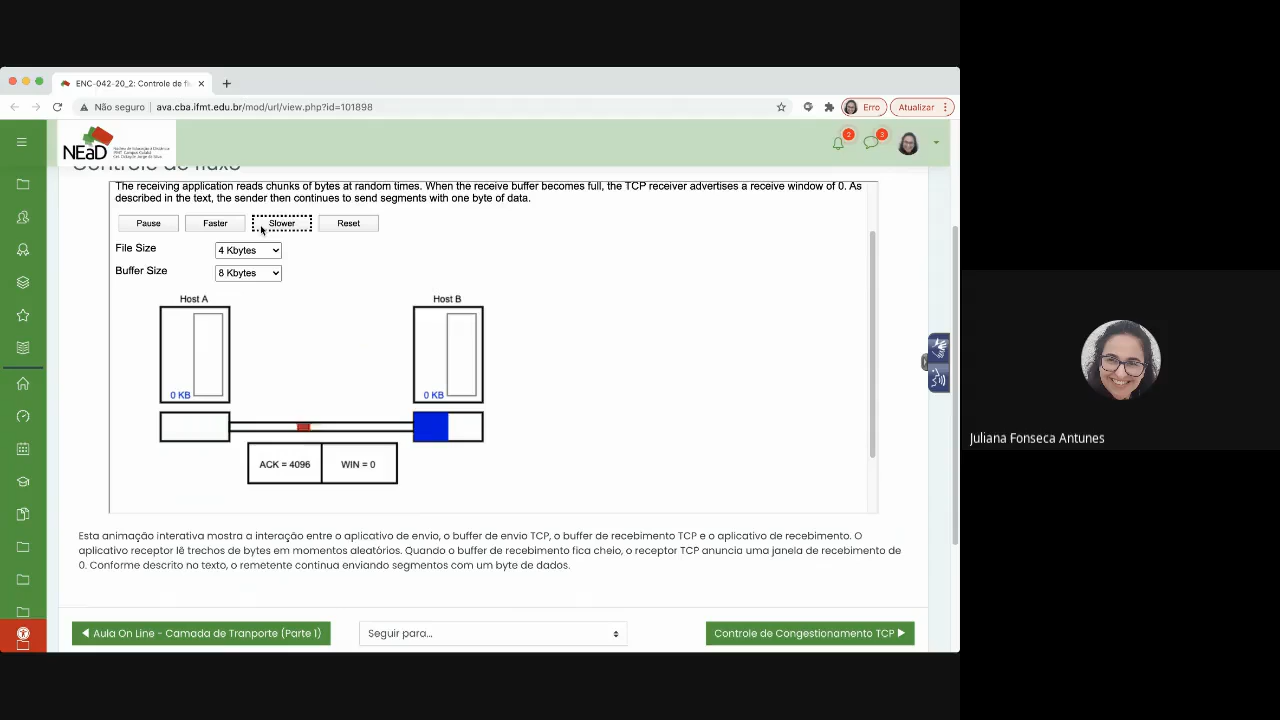 ENC-042-20_2: Controle de fl
Não seguro
ava.cba.ifmt.edu.br/mod/url/view.php?id=101898
Erro
Atualizar
NEaD
2
3
Controle de fluxo
The receiving application reads chunks of bytes at random times. When the receive buffer becomes full, the TCP receiver advertises a receive window of 0. As
described in the text, the sender then continues to send segments with one byte of data.
Pause Faster Slower Reset
File Size 4 Kbytes
Buffer Size 8 Kbytes
Host A Host B
0 KB 0 KB
ACK = 4096 WIN = 0
Juliana Fonseca Antunes
Esta animação interativa mostra a interação entre o aplicativo de envio, o buffer de envio TCP, o buffer de recebimento TCP e o aplicativo de recebimento. O
aplicativo receptor lê trechos de bytes em momentos aleatórios. Quando o buffer de recebimento fica cheio, o receptor TCP anuncia uma janela de recebimento de
0. Conforme descrito no texto, o remetente continua enviando segmentos com um byte de dados.
Aula On Line - Camada de Tranporte (Parte 1)
Seguir para...
Controle de Congestionamento TCP